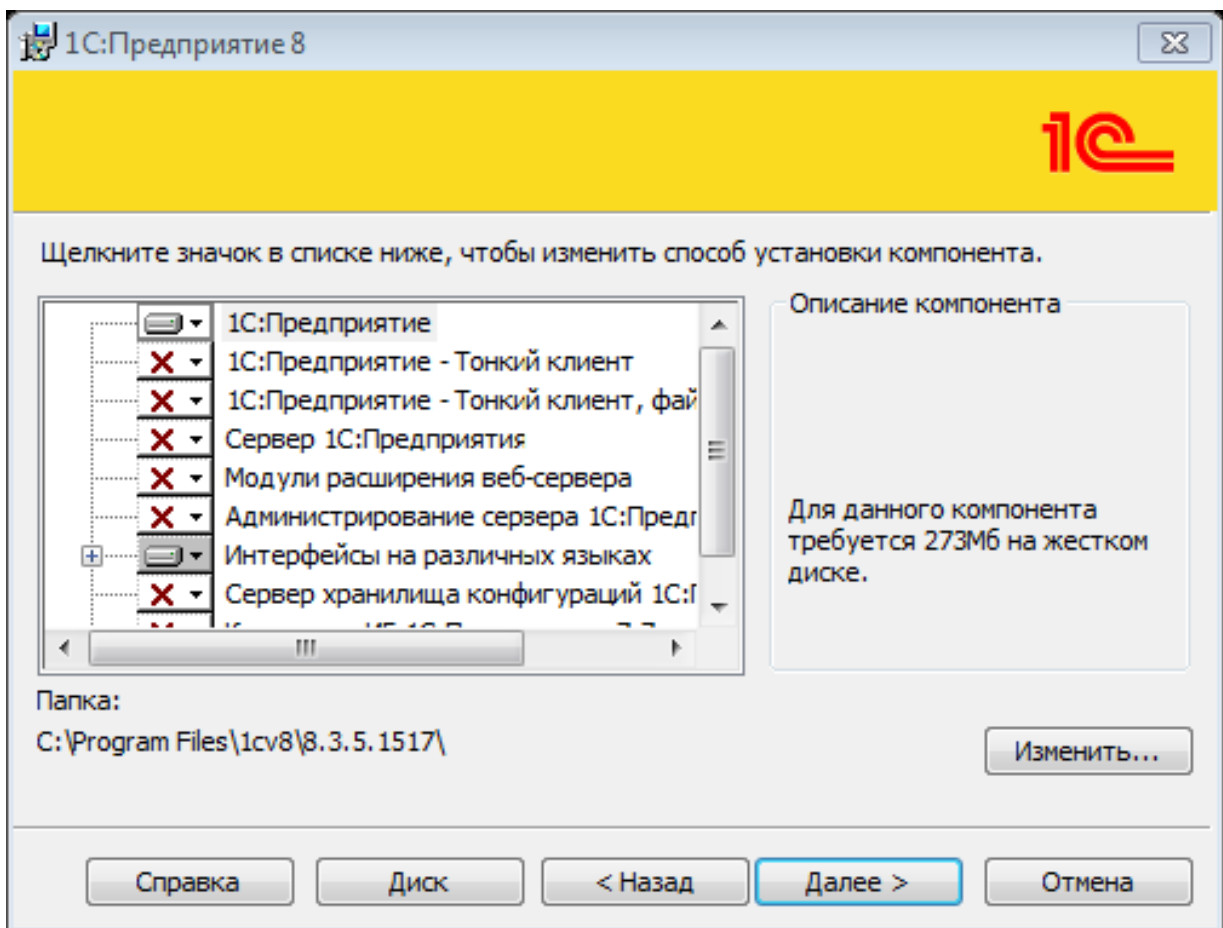 1С:Предприятие 8
1С
Щелкните значок в списке ниже, чтобы изменить способ установки компонента.
1С:Предприятие
1С:Предприятие - Тонкий клиент
1С:Предприятие - Тонкий клиент, фай
Сервер 1С:Предприятия
Модули расширения веб-сервера
Администрирование сервера 1С:Предп
Интерфейсы на различных языках
Сервер хранилища конфигураций 1С:П
Описание компонента
Для данного компонента
требуется 273Мб на жестком
диске.
Папка:
C:\Program Files\1cv8\8.3.5.1517\
Изменить...
Справка
Диск
< Назад
Далее >
Отмена